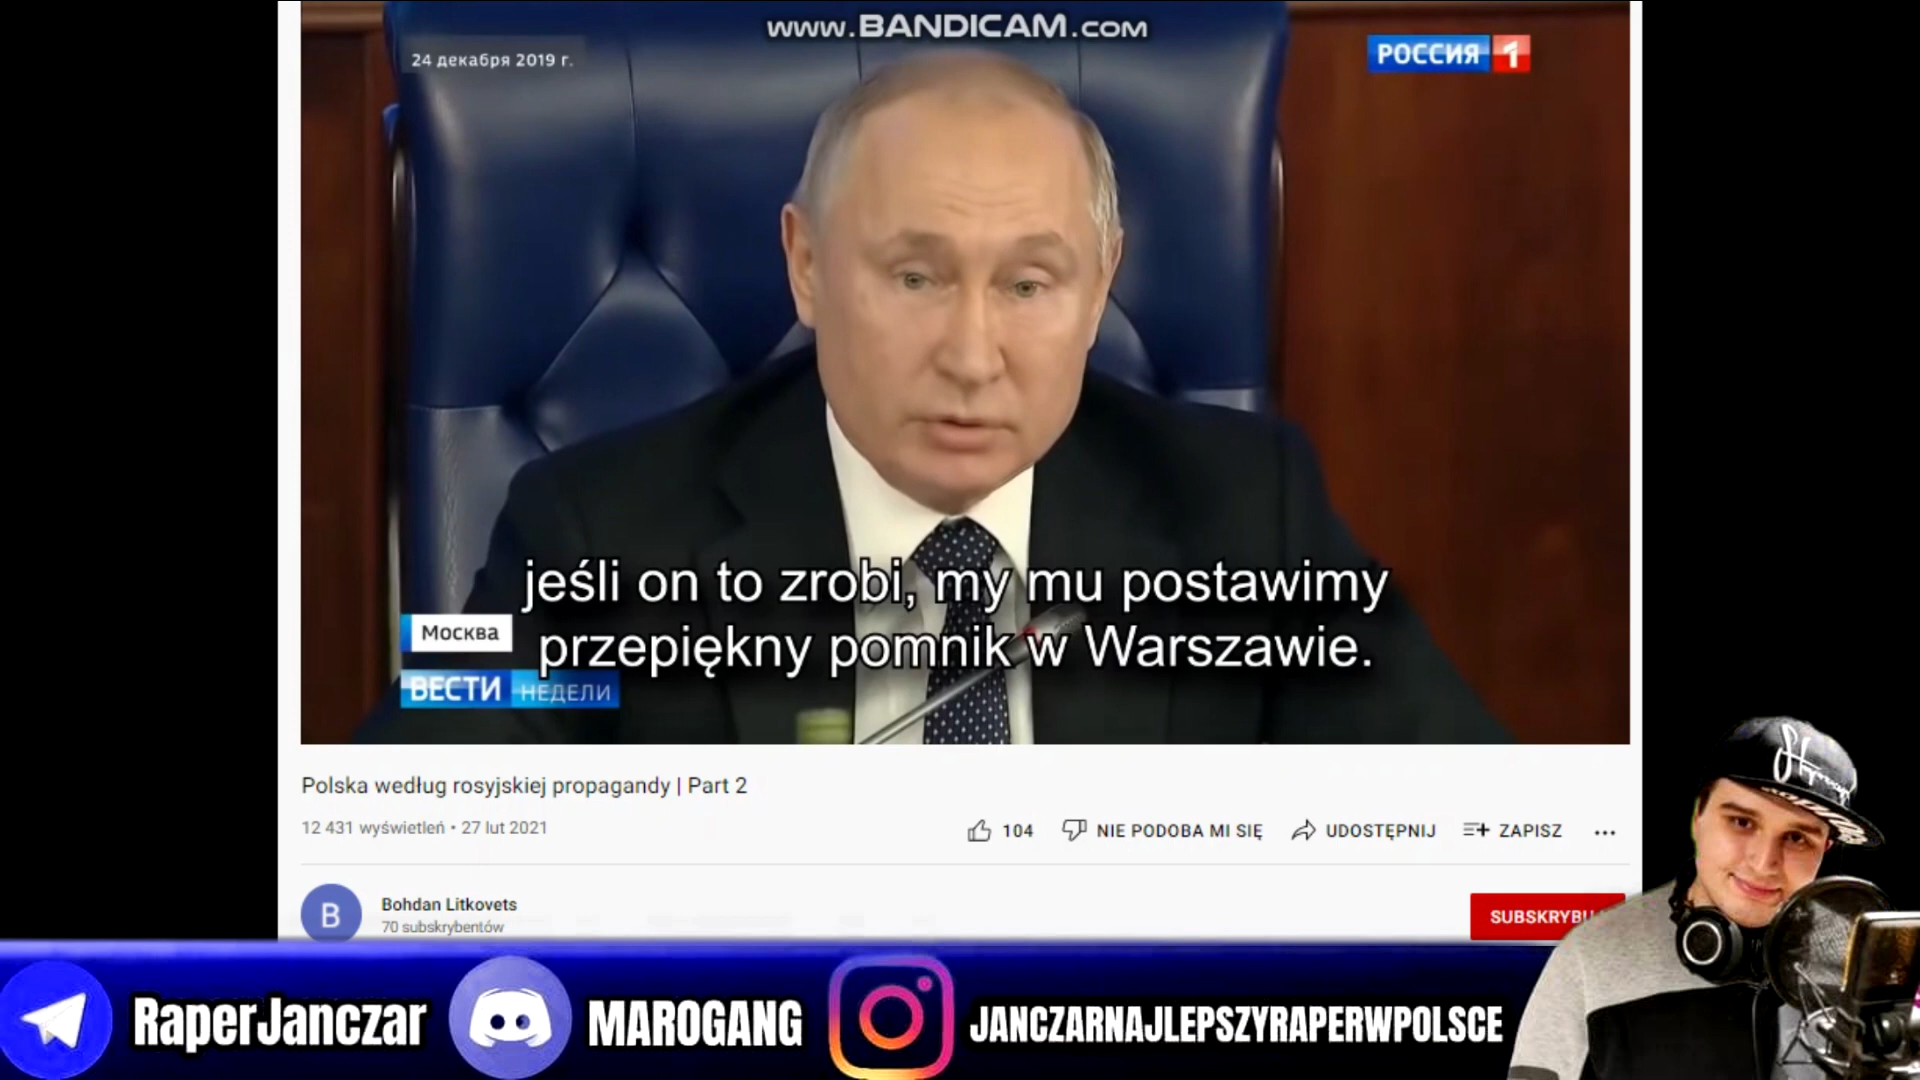 www.BANDICAM.com
24 декабря 2019 г.
РОССИЯ 1
jeśli on to zrobi, my mu postawimy
przepiękny pomnik w Warszawie.
Москва
ВЕСТИ НЕДЕЛИ
Polska według rosyjskiej propagandy | Part 2
12 431 wyświetleń • 27 lut 2021
104
NIE PODOBA MI SIĘ
UDOSTĘPNIJ
ZAPISZ
B
Bohdan Litkovets
70 subskrybentów
RaperJanczar
MAROGANG
JANCZARNAJLEPSZYRAPERWPOLSCE